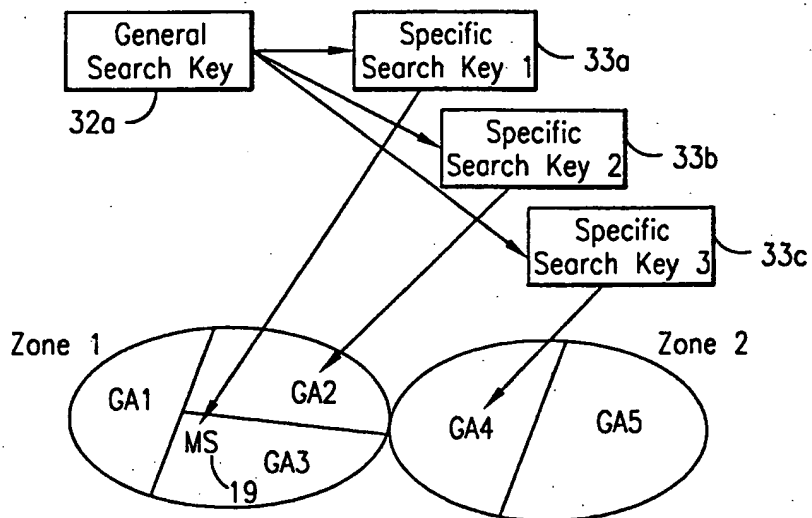 General
Search Key
32a
Specific
Search Key 1
33a
Specific
Search Key 2
33b
Specific
Search Key 3
33c
Zone 1
GA1
GA2
MS
GA3
19
Zone 2
GA4
GA5